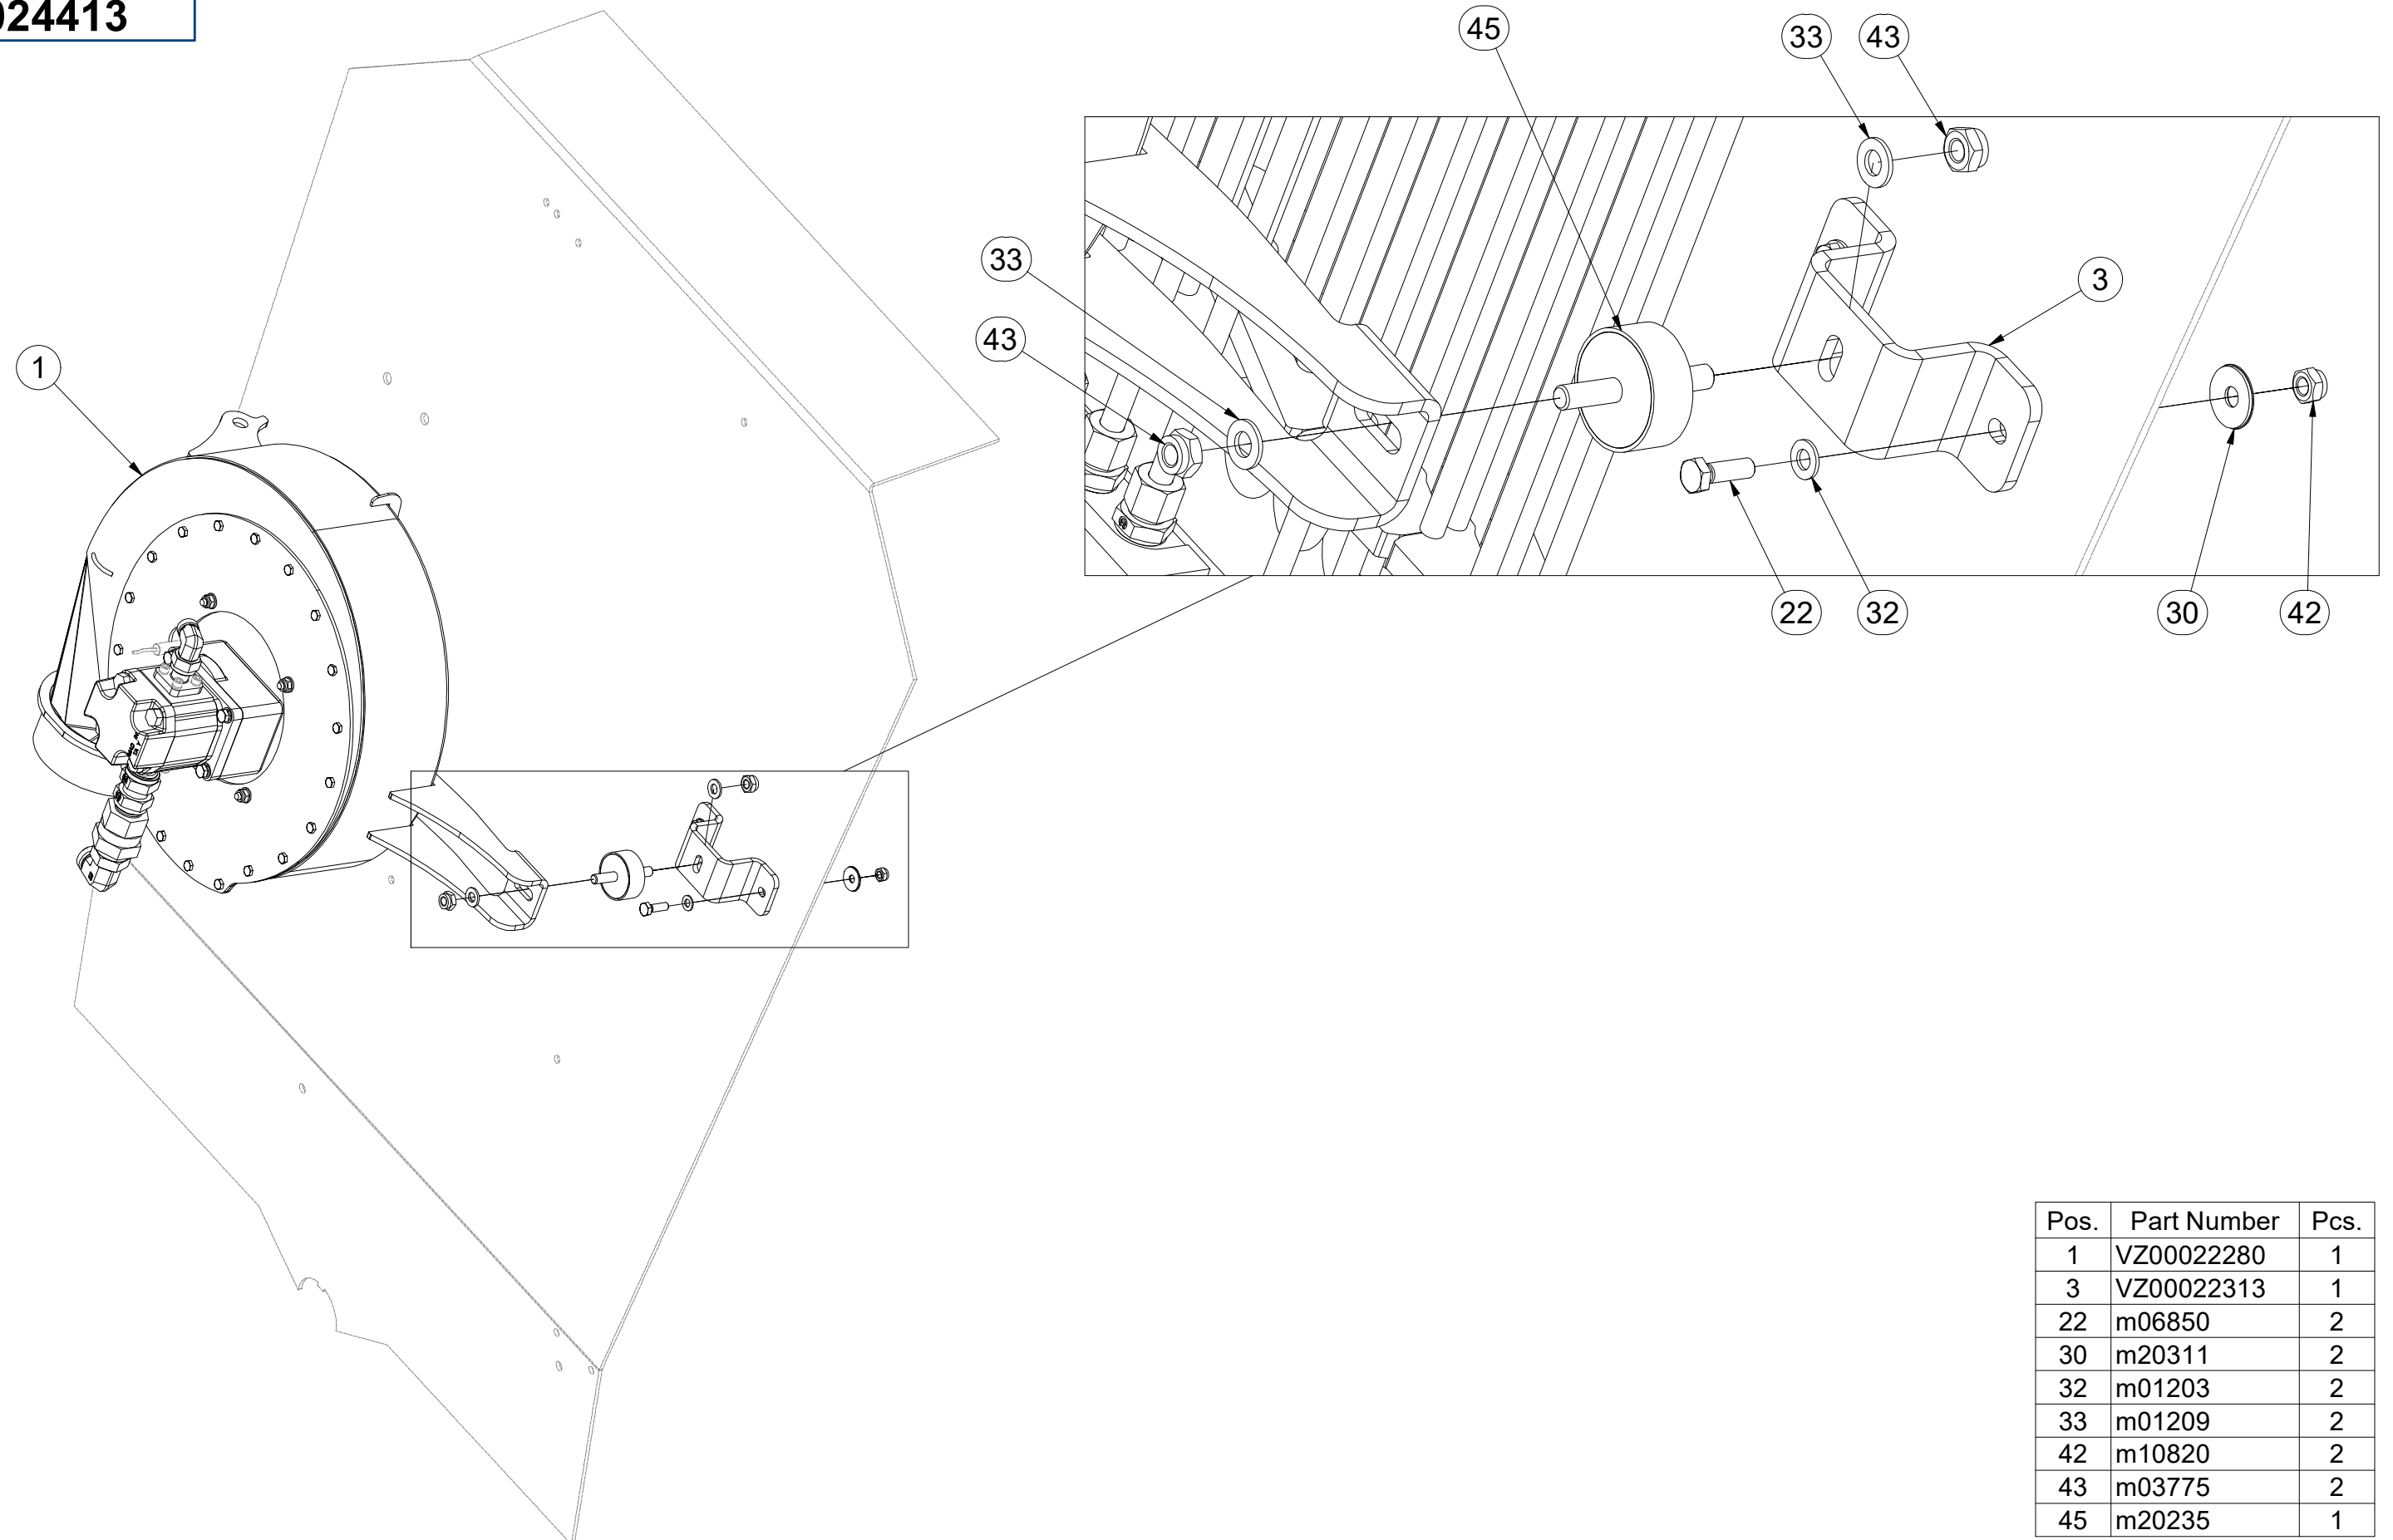 024413
45
33 43
33
3
43
1
22 32 30 42
Pos. Part Number Pcs.
1 VZ00022280 1
3 VZ00022313 1
22 m06850 2
30 m20311 2
32 m01203 2
33 m01209 2
42 m10820 2
43 m03775 2
45 m20235 1